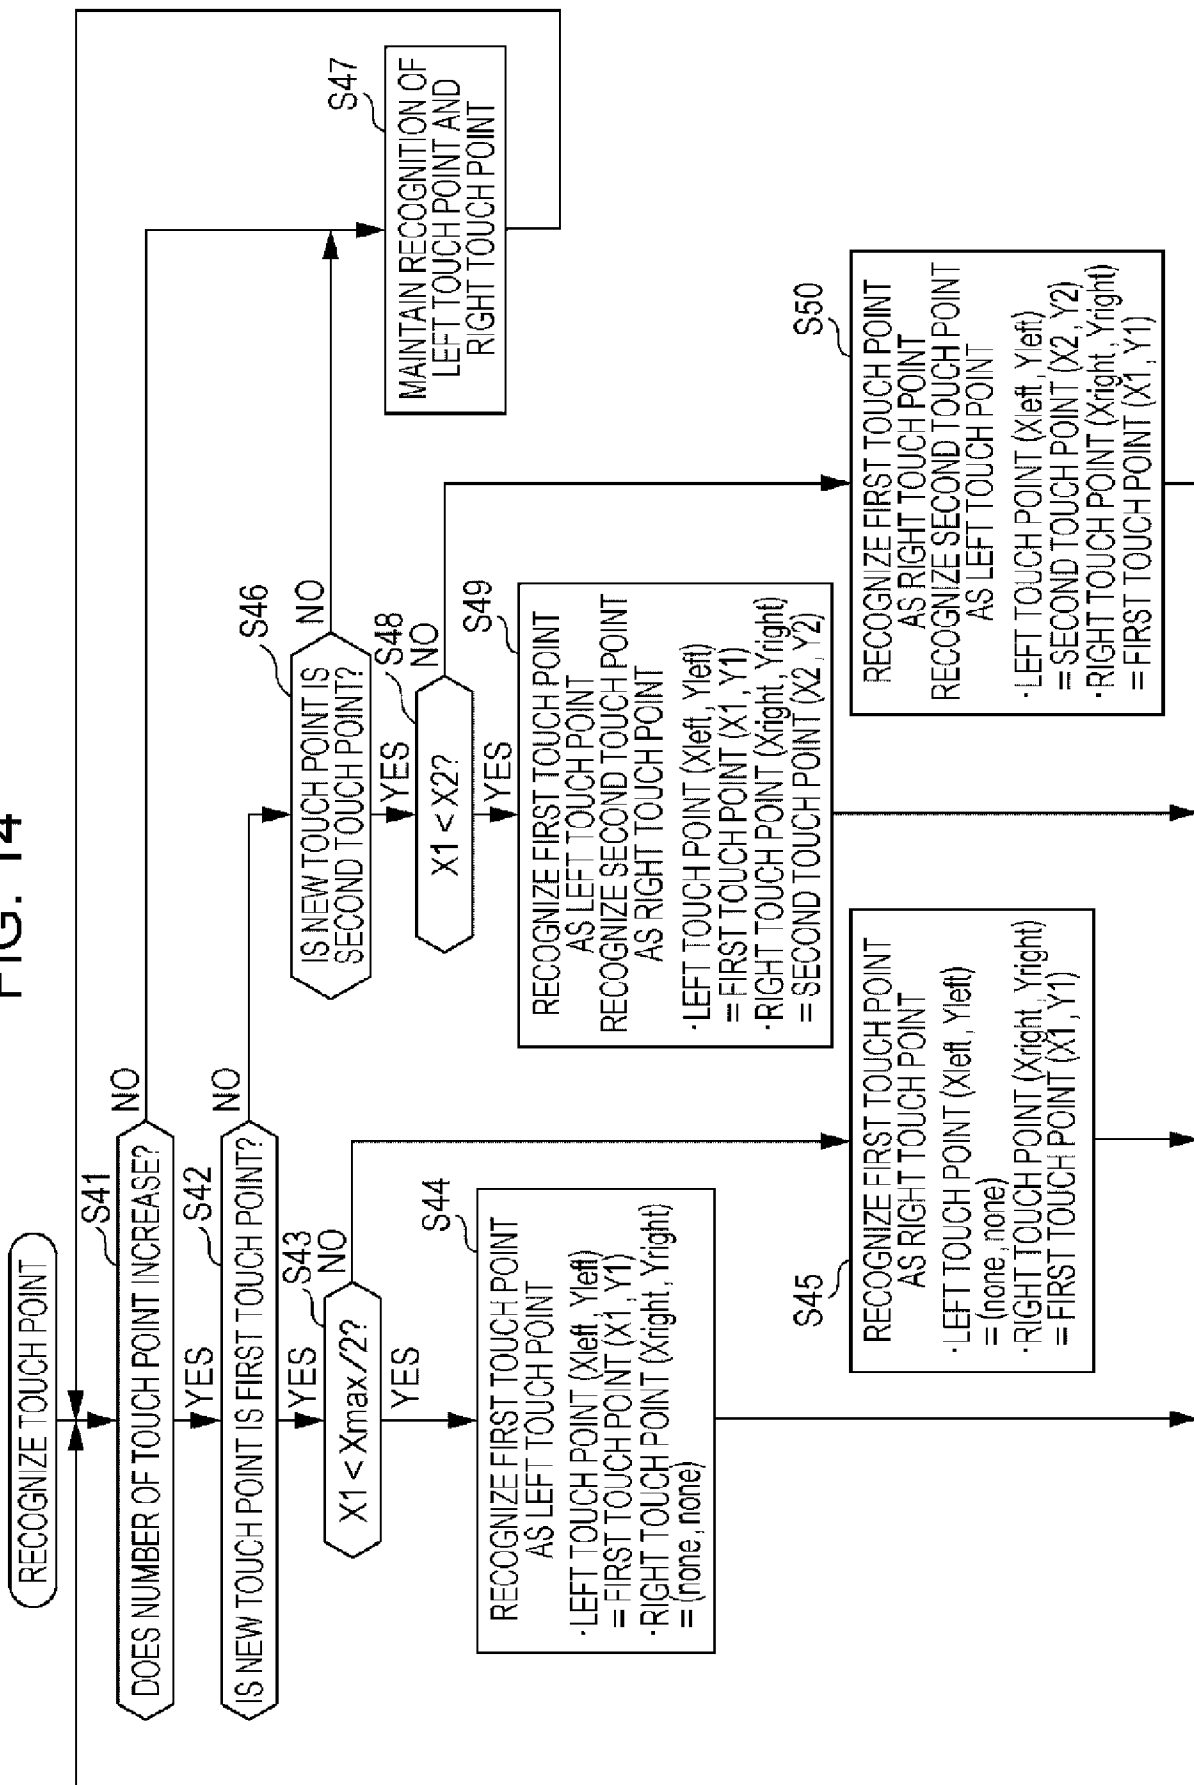 FIG. 14
RECOGNIZE TOUCH POINT
S41
DOES NUMBER OF TOUCH POINT INCREASE?
NO
YES
S42
IS NEW TOUCH POINT IS FIRST TOUCH POINT?
NO
YES
S43
X1 < Xmax/2?
NO
YES
S44
RECOGNIZE FIRST TOUCH POINT
AS LEFT TOUCH POINT
·LEFT TOUCH POINT (Xleft, Yleft)
= FIRST TOUCH POINT (X1, Y1)
·RIGHT TOUCH POINT (Xright, Yright)
= (none, none)
S45
RECOGNIZE FIRST TOUCH POINT
AS RIGHT TOUCH POINT
·LEFT TOUCH POINT (Xleft, Yleft)
= (none, none)
·RIGHT TOUCH POINT (Xright, Yright)
= FIRST TOUCH POINT (X1, Y1)
S46
IS NEW TOUCH POINT IS
SECOND TOUCH POINT?
NO
YES
S47
MAINTAIN RECOGNITION OF
LEFT TOUCH POINT AND
RIGHT TOUCH POINT
S48
X1 < X2?
NO
YES
S49
RECOGNIZE FIRST TOUCH POINT
AS LEFT TOUCH POINT
RECOGNIZE SECOND TOUCH POINT
AS RIGHT TOUCH POINT
·LEFT TOUCH POINT (Xleft, Yleft)
= FIRST TOUCH POINT (X1, Y1)
·RIGHT TOUCH POINT (Xright, Yright)
= SECOND TOUCH POINT (X2, Y2)
S50
RECOGNIZE FIRST TOUCH POINT
AS RIGHT TOUCH POINT
RECOGNIZE SECOND TOUCH POINT
AS LEFT TOUCH POINT
·LEFT TOUCH POINT (Xleft, Yleft)
= SECOND TOUCH POINT (X2, Y2)
·RIGHT TOUCH POINT (Xright, Yright)
= FIRST TOUCH POINT (X1, Y1)